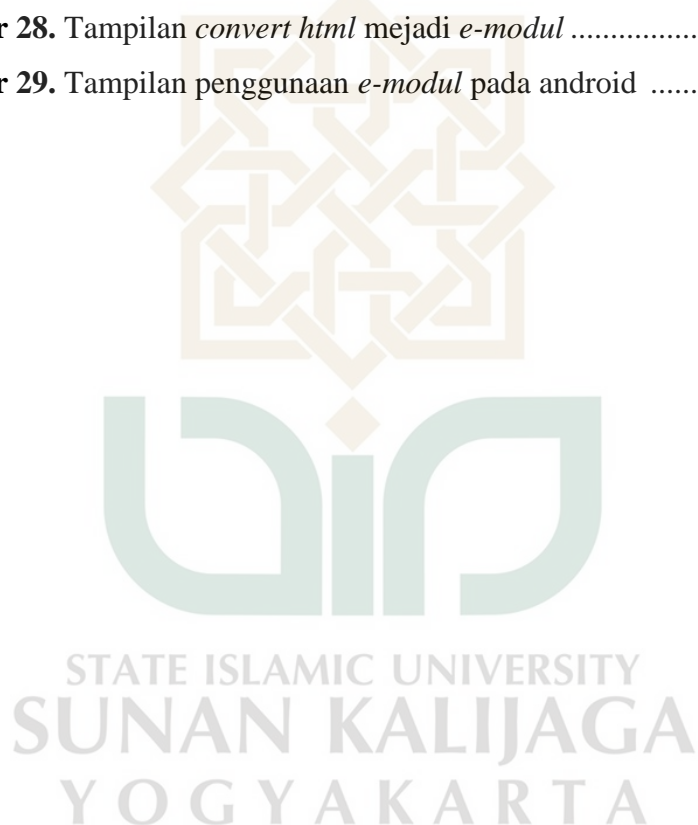 r 28. Tampilan convert html mejadi e-modul ................
r 29. Tampilan penggunaan e-modul pada android ......
STATE ISLAMIC UNIVERSITY
SUNAN KALIJAGA
YOGYAKARTA